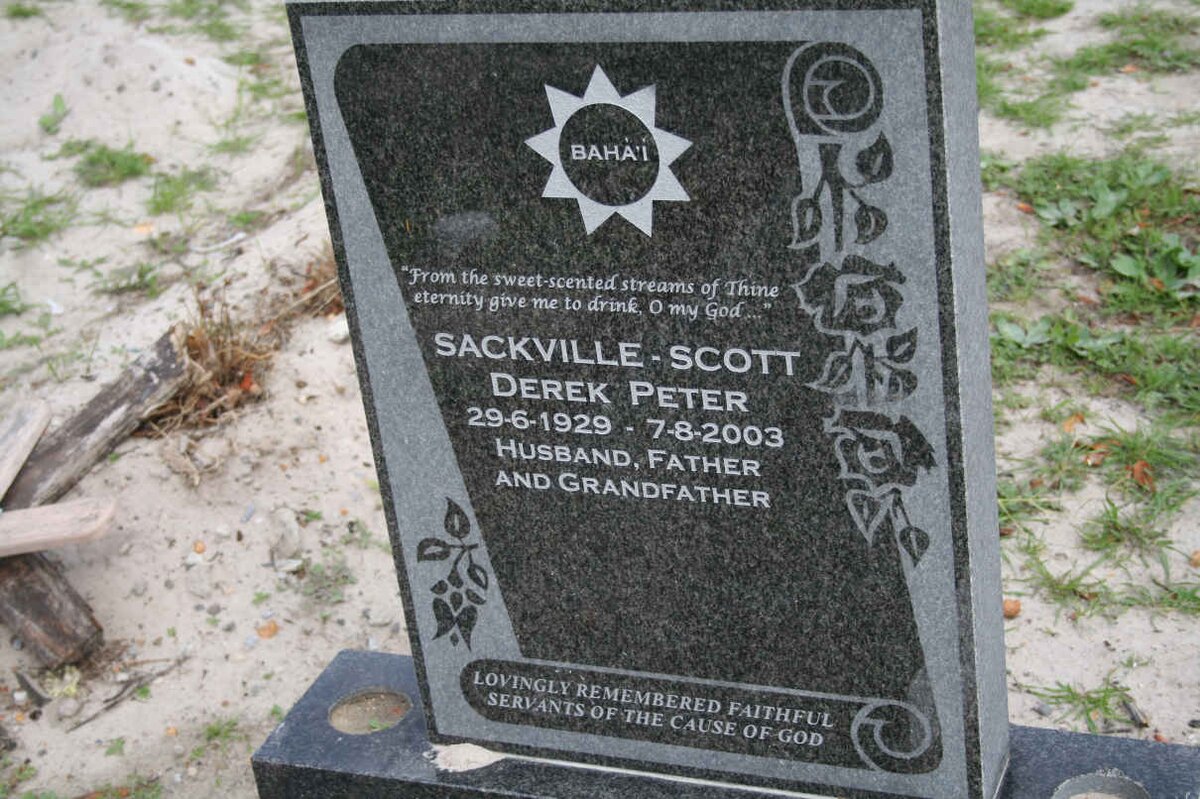 BAHÀ'Í
"From the sweet-scented streams of Thine
eternity give me to drink, O my God ..."
SACKVILLE - SCOTT
DEREK PETER
29-6-1929 - 7-8-2003
HUSBAND, FATHER
AND GRANDFATHER
LOVINGLY REMEMBERED FAITHFUL
SERVANTS OF THE CAUSE OF GOD